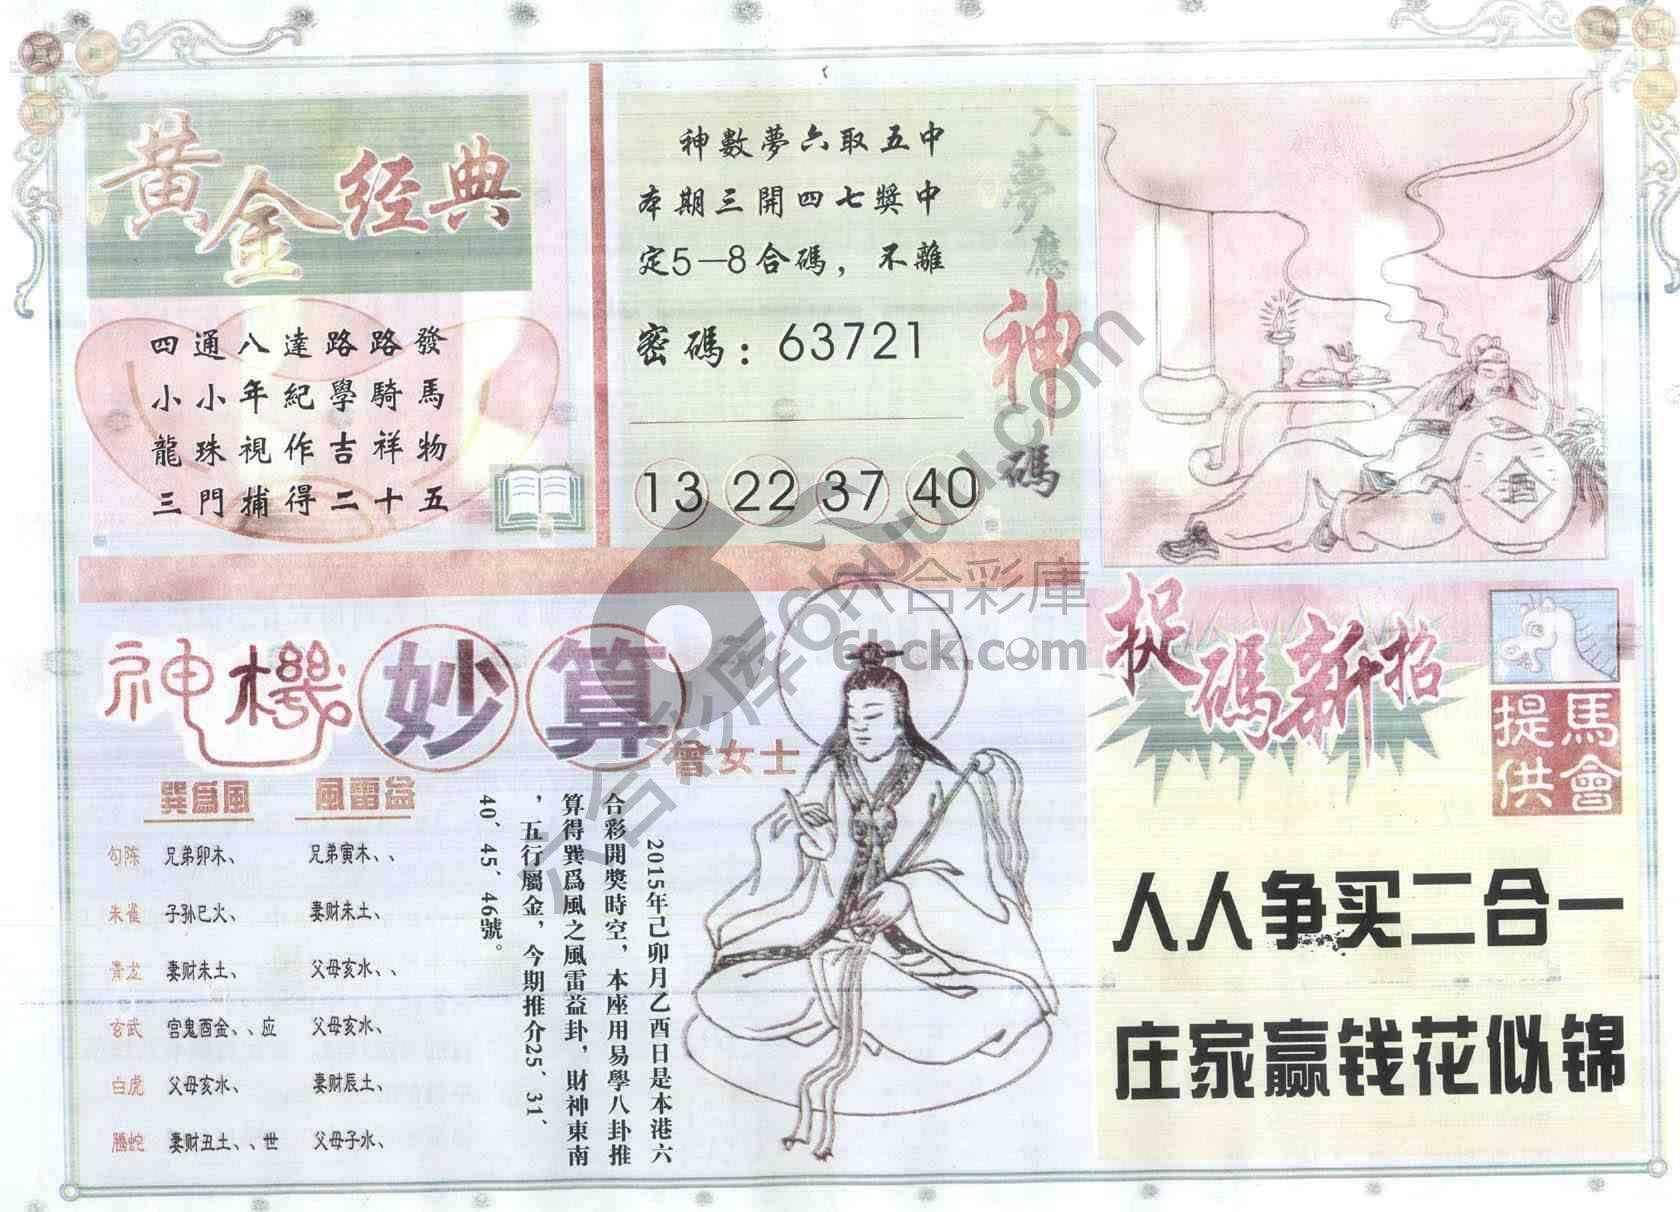 黄金经典
四通八達路路發
小小年紀學騎馬
龍珠視作吉祥物
三門捕得二十五
神數夢六取五中
本期三開四七獎中
定5—8合碼，不離
密碼：63721
13 22 37 40
入夢應神碼
酒
神機妙算
曾女士
巽爲風 風雷益
勾陈 兄弟卯木、 兄弟寅木、、
朱雀 子孙巳火、 妻财未土、
青龙 妻财未土、 父母亥水、、
玄武 官鬼酉金、、应 父母亥水、
白虎 父母亥水、 妻财辰土、
腾蛇 妻财丑土、、世 父母子水、
2015年己卯月乙酉日是本港六
合彩開獎時空，本座用易學八卦推
算得巽爲風之風雷益卦，財神東南
，五行屬金，今期推介25、31、
40、45、46號。
捉碼新招
馬會提供
人人争买二合一
庄家赢钱花似锦
六合彩库
六合彩庫
6hck.com